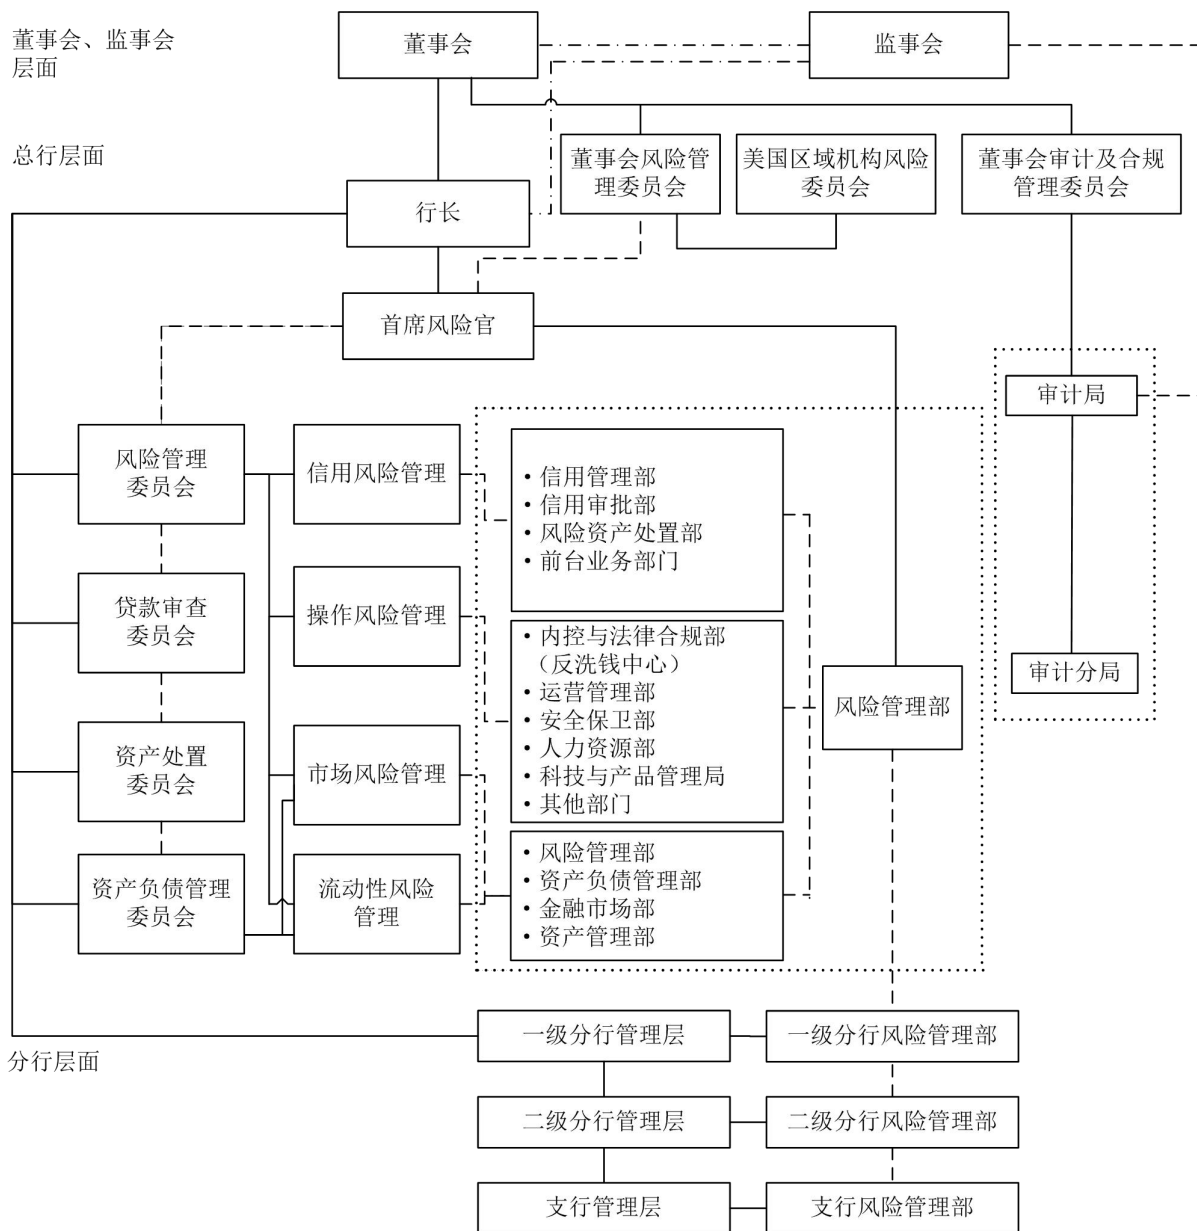 董事会、监事会
层面
董事会
监事会
总行层面
董事会风险管
理委员会
美国区域机构风险
委员会
董事会审计及合规
管理委员会
行长
首席风险官
审计局
风险管理
委员会
信用风险管理
•信用管理部
•信用审批部
•风险资产处置部
•前台业务部门
贷款审查
委员会
操作风险管理
•内控与法律合规部
（反洗钱中心）
•运营管理部
•安全保卫部
•人力资源部
•科技与产品管理局
•其他部门
风险管理部
审计分局
资产处置
委员会
市场风险管理
资产负债管理
委员会
流动性风险
管理
•风险管理部
•资产负债管理部
•金融市场部
•资产管理部
分行层面
一级分行管理层
一级分行风险管理部
二级分行管理层
二级分行风险管理部
支行管理层
支行风险管理部